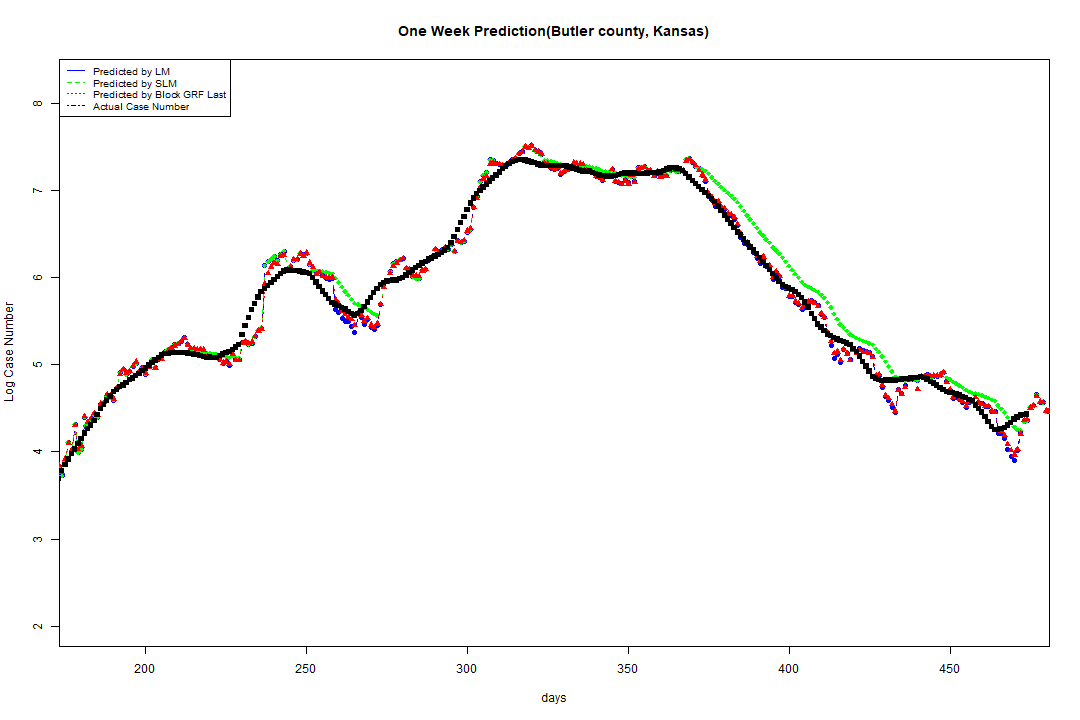 One Week Prediction(Butler county, Kansas)
Predicted by LM
Predicted by SLM
Predicted by Block GRF Last
Actual Case Number
8
7
6
5
4
3
2
Log Case Number
200 250 300 350 400 450
days